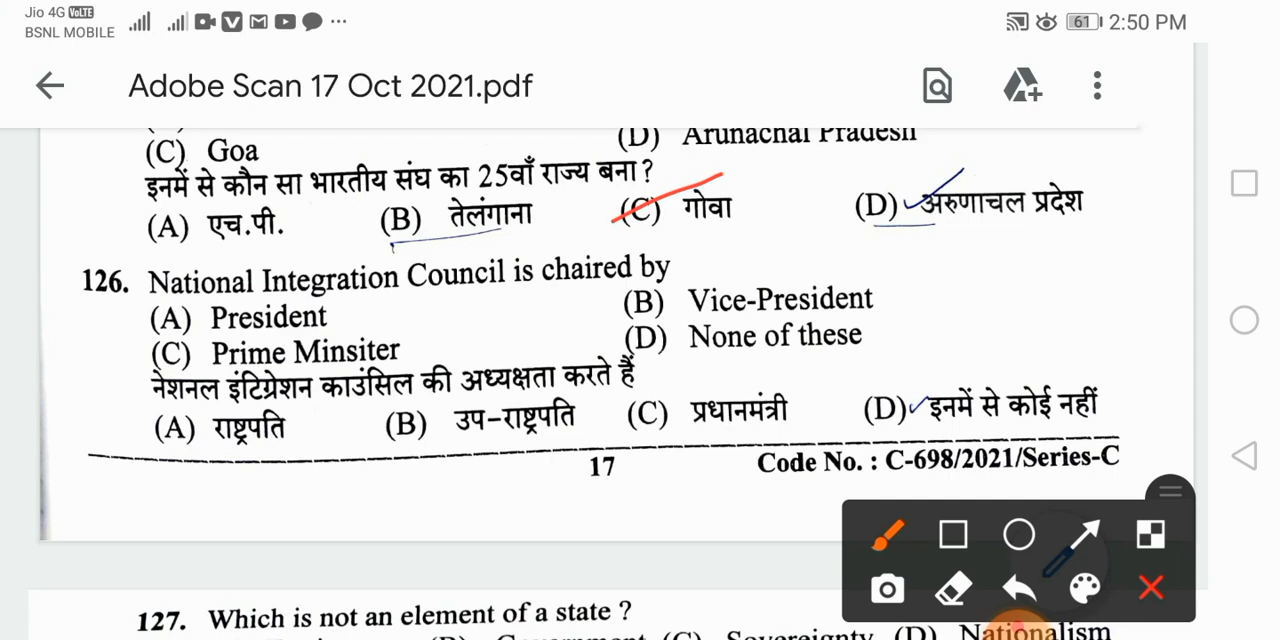 Jio 4G VoLTE
BSNL MOBILE
61 2:50 PM
Adobe Scan 17 Oct 2021.pdf
(C) Goa (D) Arunachal Pradesh
इनमें से कौन सा भारतीय संघ का 25वाँ राज्य बना?
(A) एच.पी. (B) तेलंगाना (C) गोवा (D) अरुणाचल प्रदेश
126. National Integration Council is chaired by
(A) President (B) Vice-President
(C) Prime Minsiter (D) None of these
नेशनल इंटिग्रेशन काउंसिल की अध्यक्षता करते हैं
(A) राष्ट्रपति (B) उप-राष्ट्रपति (C) प्रधानमंत्री (D) इनमें से कोई नहीं
17 Code No. : C-698/2021/Series-C
127. Which is not an element of a state ?
(B) Government (C) Sovereignty (D) Nationalism